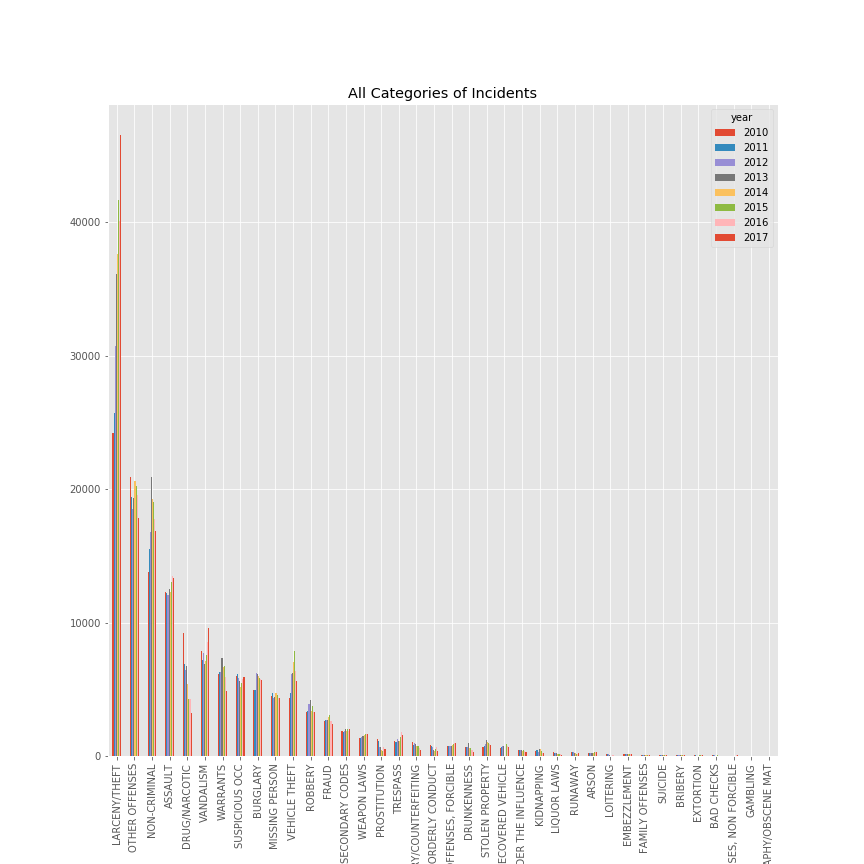 All Categories of Incidents
year
2010
2011
2012
2013
2014
2015
2016
2017
40000
30000
20000
10000
0
LARCENY/THEFT
OTHER OFFENSES
NON-CRIMINAL
ASSAULT
DRUG/NARCOTIC
VANDALISM
WARRANTS
SUSPICIOUS OCC
BURGLARY
MISSING PERSON
VEHICLE THEFT
ROBBERY
FRAUD
SECONDARY CODES
WEAPON LAWS
PROSTITUTION
TRESPASS
RY/COUNTERFEITING
ORDERLY CONDUCT
OFFENSES, FORCIBLE
DRUNKENNESS
STOLEN PROPERTY
ECOVERED VEHICLE
DER THE INFLUENCE
KIDNAPPING
LIQUOR LAWS
RUNAWAY
ARSON
LOITERING
EMBEZZLEMENT
FAMILY OFFENSES
SUICIDE
BRIBERY
EXTORTION
BAD CHECKS
SES, NON FORCIBLE
GAMBLING
APHY/OBSCENE MAT